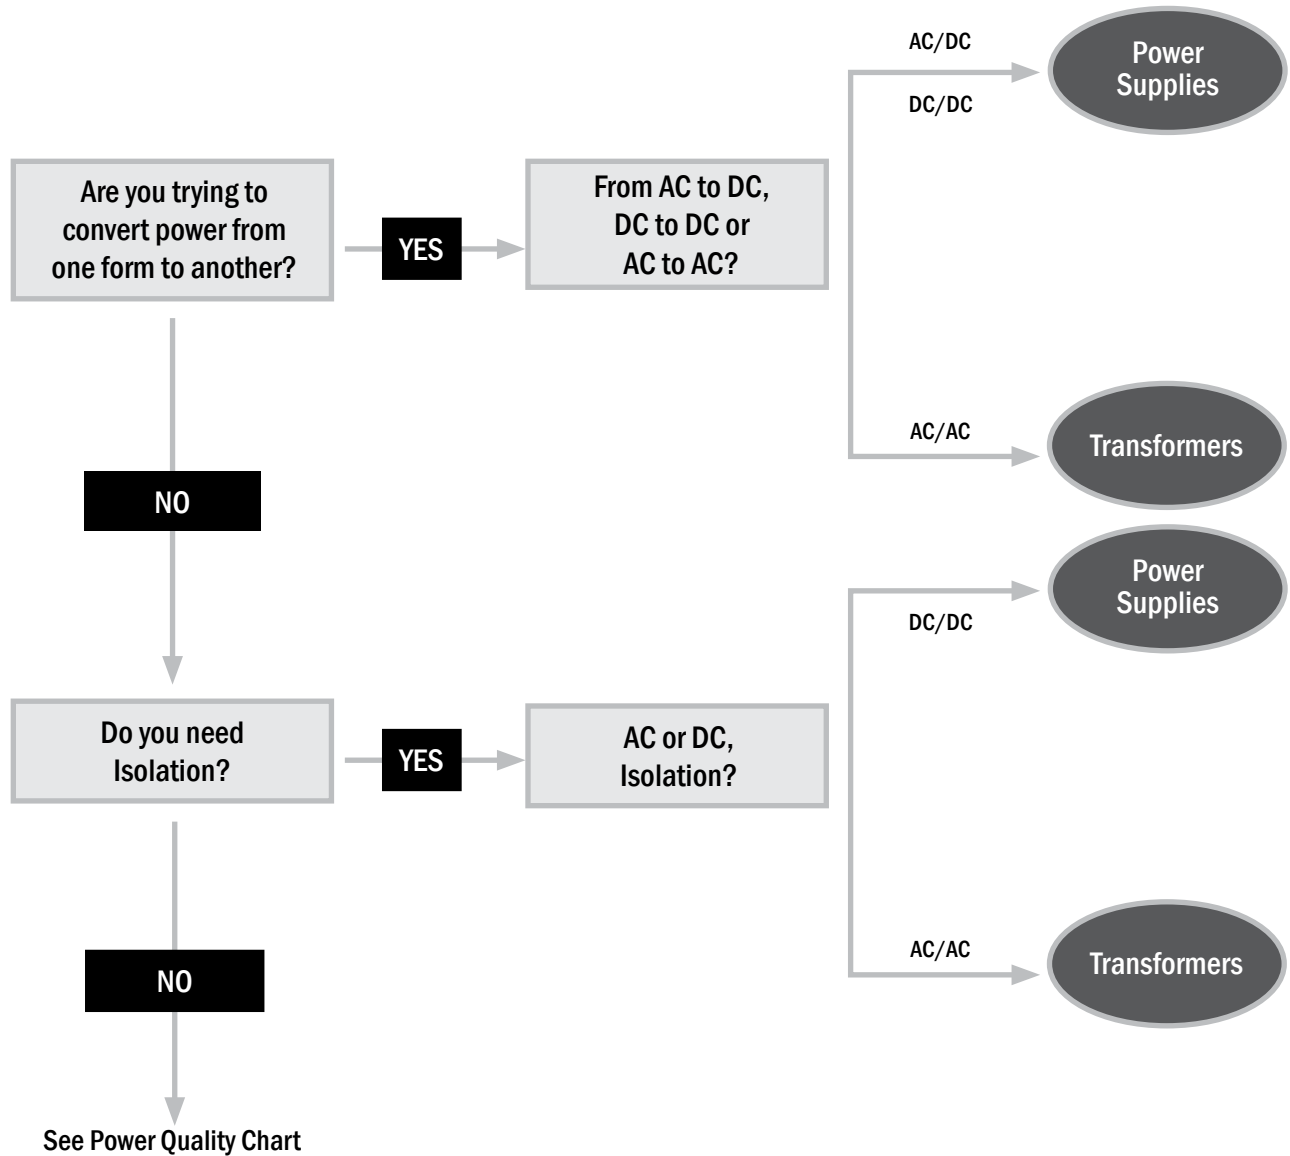 AC/DC
Power
Supplies
DC/DC
Are you trying to
convert power from
one form to another?
YES
From AC to DC,
DC to DC or
AC to AC?
AC/AC
Transformers
NO
Power
Supplies
DC/DC
Do you need
Isolation?
YES
AC or DC,
Isolation?
AC/AC
Transformers
NO
See Power Quality Chart